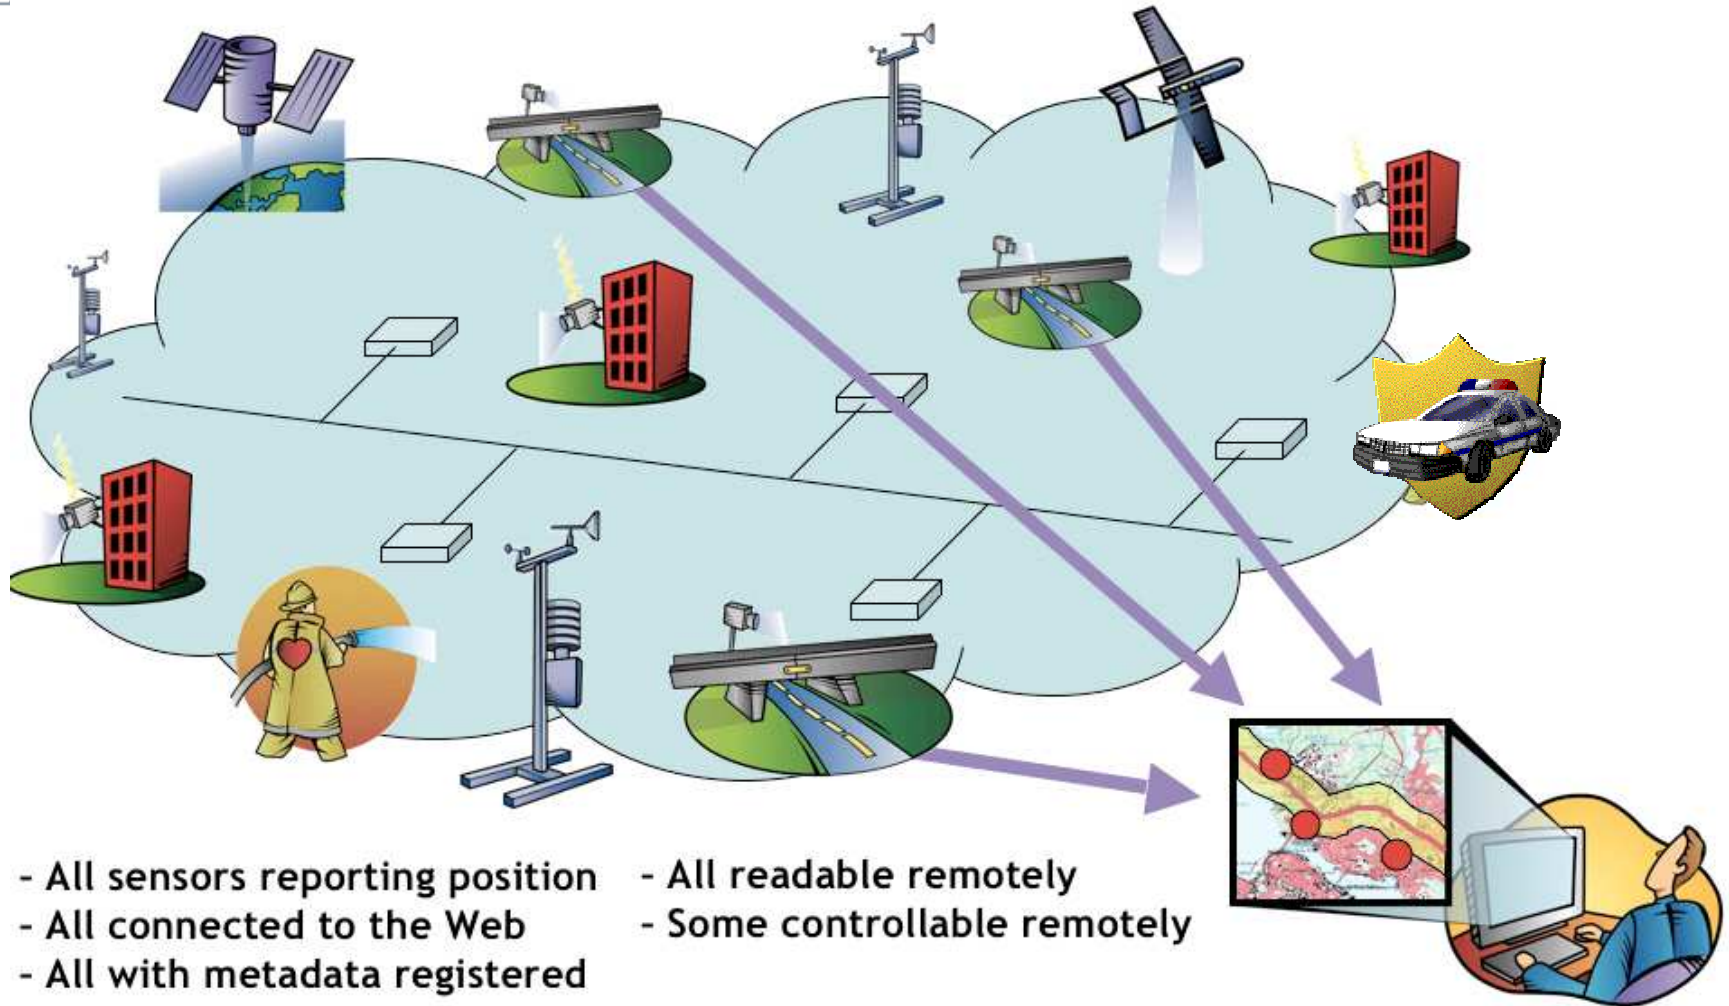 - All sensors reporting position
- All connected to the Web
- All with metadata registered
- All readable remotely
- Some controllable remotely